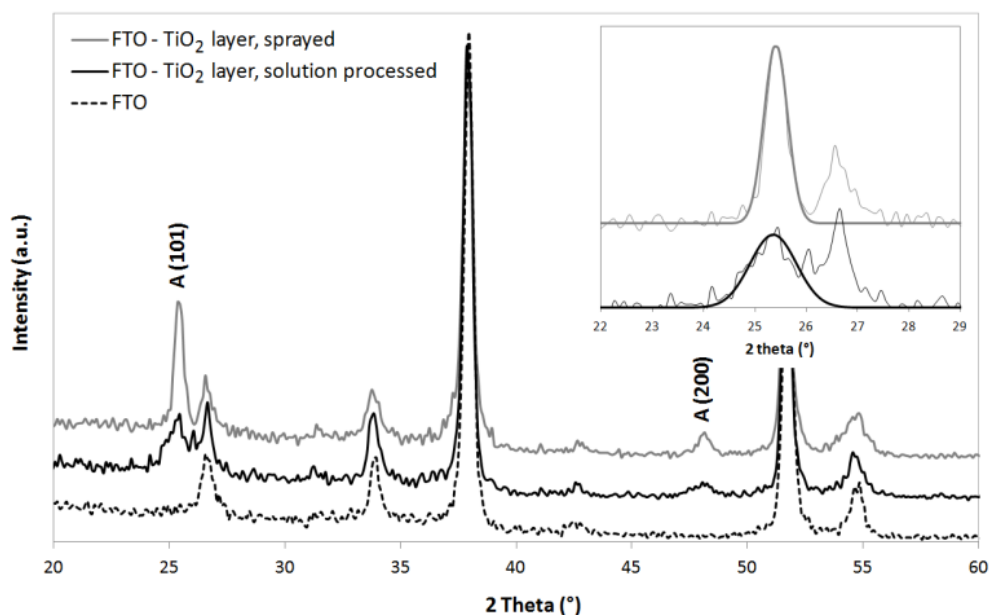 FTO - TiO₂ layer, sprayed
FTO - TiO₂ layer, solution processed
FTO
Intensity (a.u.)
A (101)
A (200)
22 23 24 25 26 27 28 29
2 theta (°)
20 25 30 35 40 45 50 55 60
2 Theta (°)